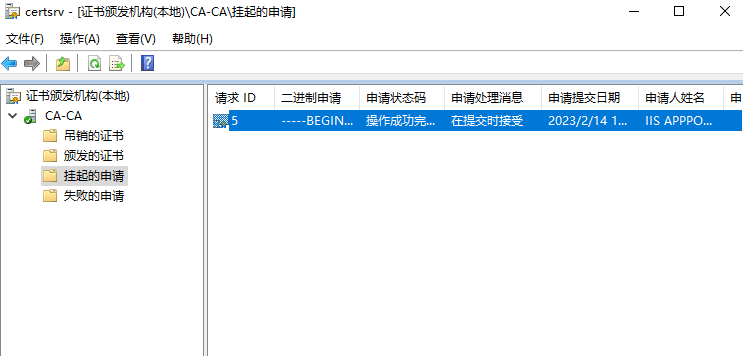 certsrv - [证书颁发机构(本地)\CA-CA\挂起的申请]
文件(F) 操作(A) 查看(V) 帮助(H)
证书颁发机构(本地)
CA-CA
吊销的证书
颁发的证书
挂起的申请
失败的申请
请求 ID 二进制申请 申请状态码 申请处理消息 申请提交日期 申请人姓名 申
5 -----BEGIN... 操作成功完... 在提交时接受 2023/2/14 1... IIS APPPO...